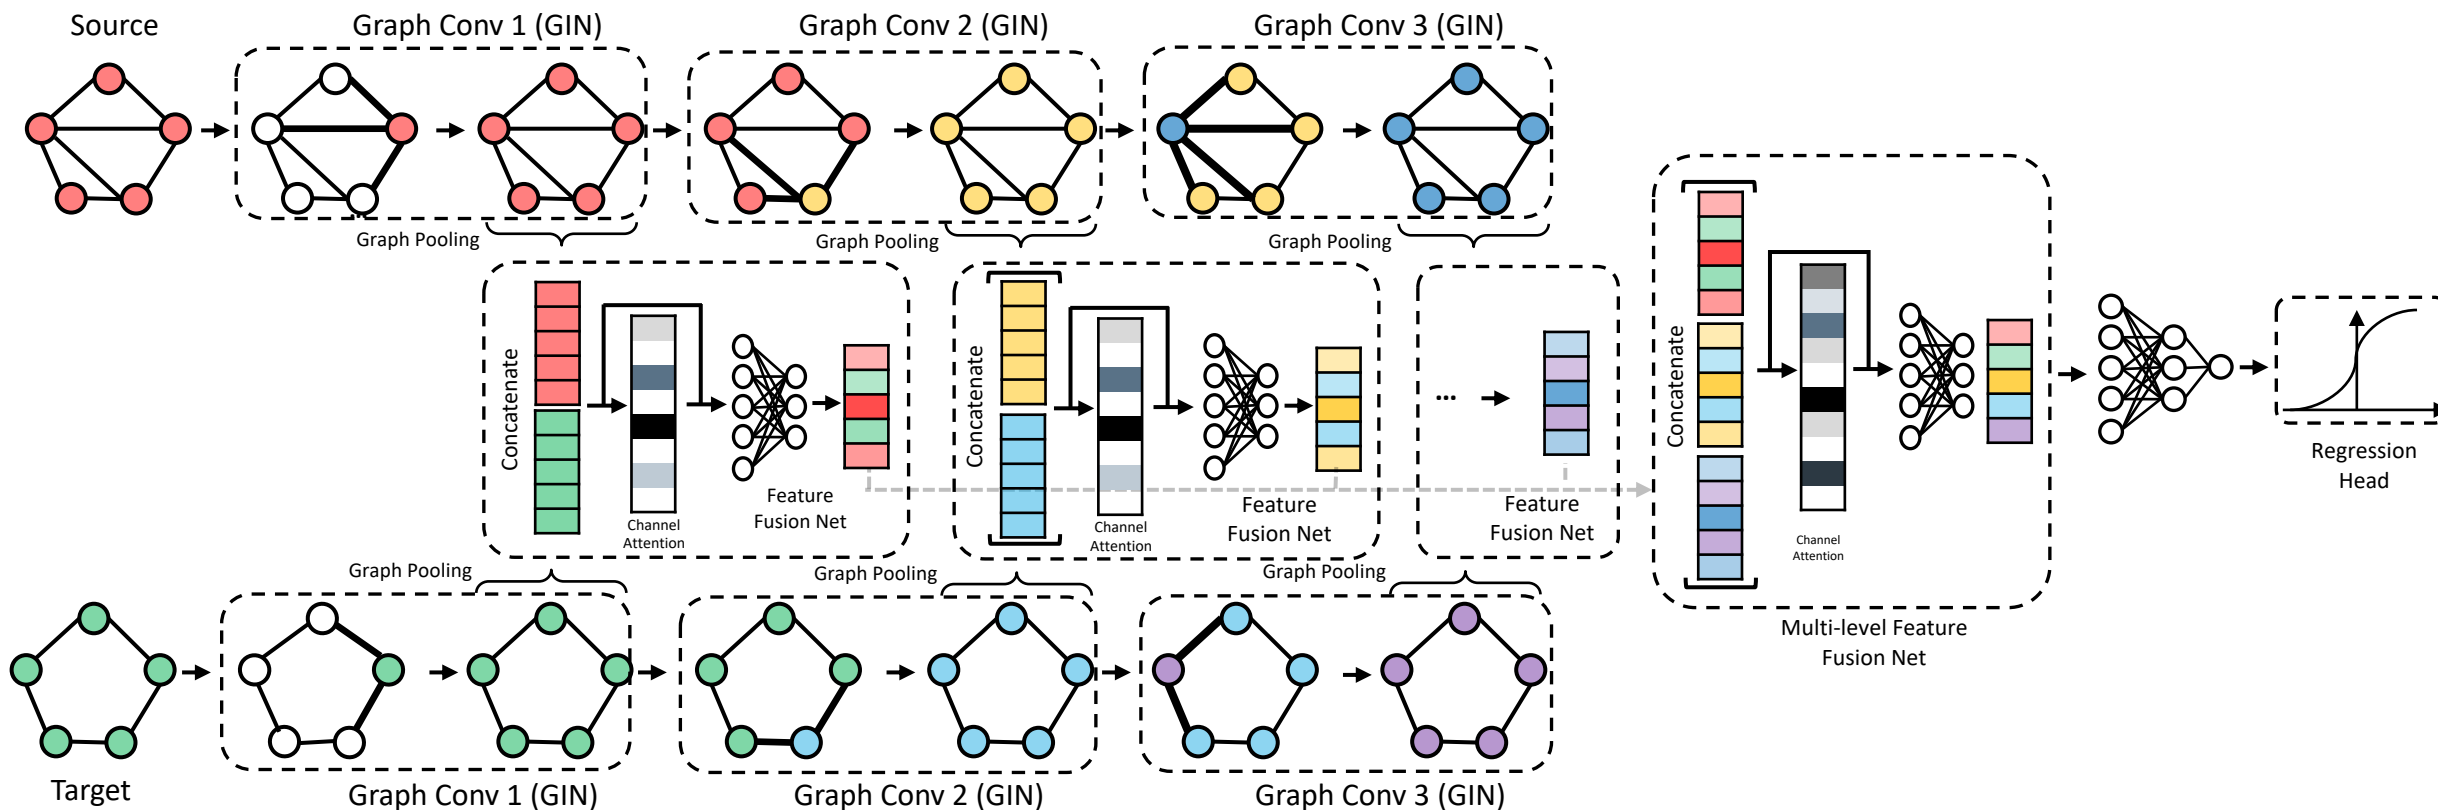 Source
Graph Conv 1 (GIN)
Graph Conv 2 (GIN)
Graph Conv 3 (GIN)
Graph Pooling
Graph Pooling
Graph Pooling
Concatenate
Channel
Attention
Feature
Fusion Net
Concatenate
Channel
Attention
Feature
Fusion Net
...
Feature
Fusion Net
Concatenate
Channel
Attention
Multi-level Feature
Fusion Net
Regression
Head
Graph Pooling
Graph Pooling
Graph Pooling
Target
Graph Conv 1 (GIN)
Graph Conv 2 (GIN)
Graph Conv 3 (GIN)